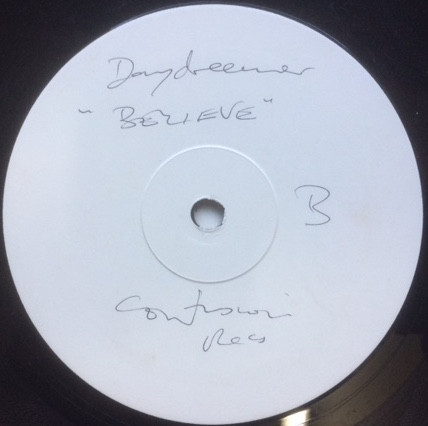 Daydreamer
"BELIEVE"
B
Confusion
Recs